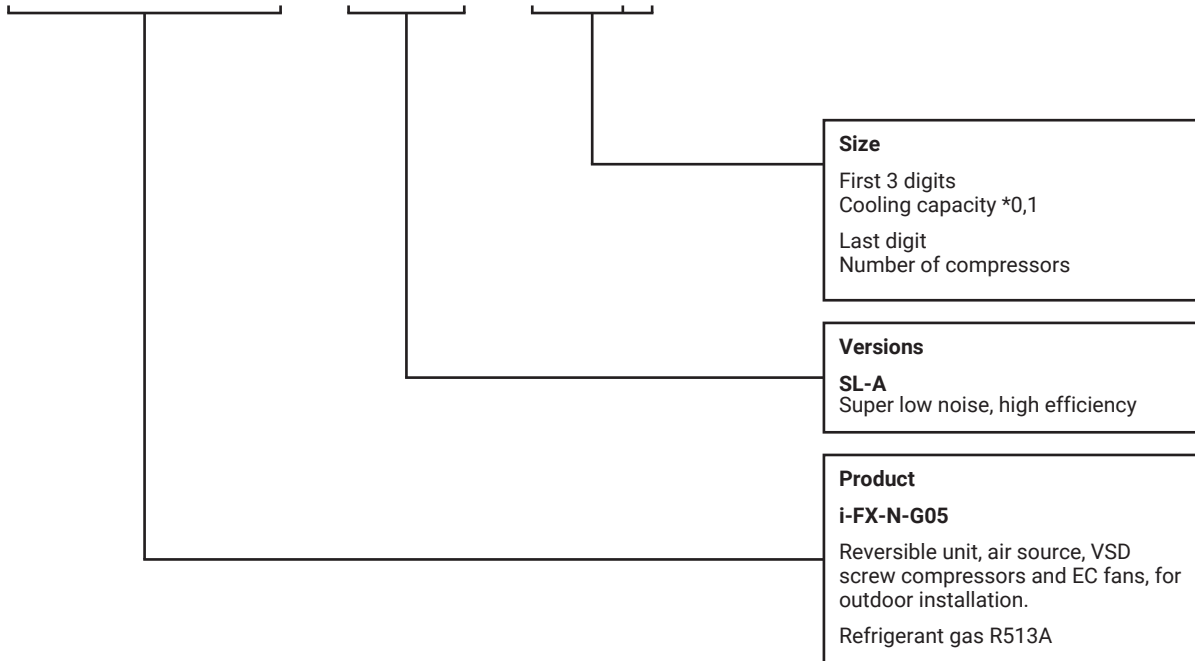 Size
First 3 digits
Cooling capacity *0,1
Last digit
Number of compressors
Versions
SL-A
Super low noise, high efficiency
Product
i-FX-N-G05
Reversible unit, air source, VSD
screw compressors and EC fans, for
outdoor installation.
Refrigerant gas R513A